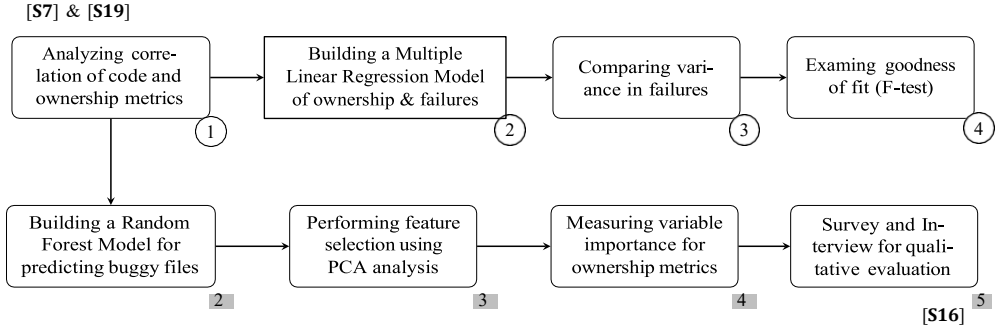 [S7] & [S19]
Analyzing corre-
lation of code and
ownership metrics
1
Building a Multiple
Linear Regression Model
of ownership & failures
2
Comparing vari-
ance in failures
3
Examing goodness
of fit (F-test)
4
Building a Random
Forest Model for
predicting buggy files
2
Performing feature
selection using
PCA analysis
3
Measuring variable
importance for
ownership metrics
4
Survey and In-
terview for quali-
tative evaluation
5
[S16]